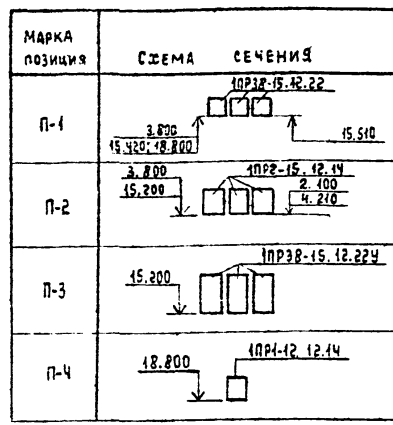 МАРКА
ПОЗИЦИЯ
СХЕМА СЕЧЕНИЯ
П-1
1ПР38-15.12.22
3.800
15.420; 18.800
15.510
П-2
3.800
15.200
1ПР2-15.12.14
2.100
4.210
П-3
1ПР38-15.12.22У
15.200
П-4
1ПР1-12.12.14
18.800